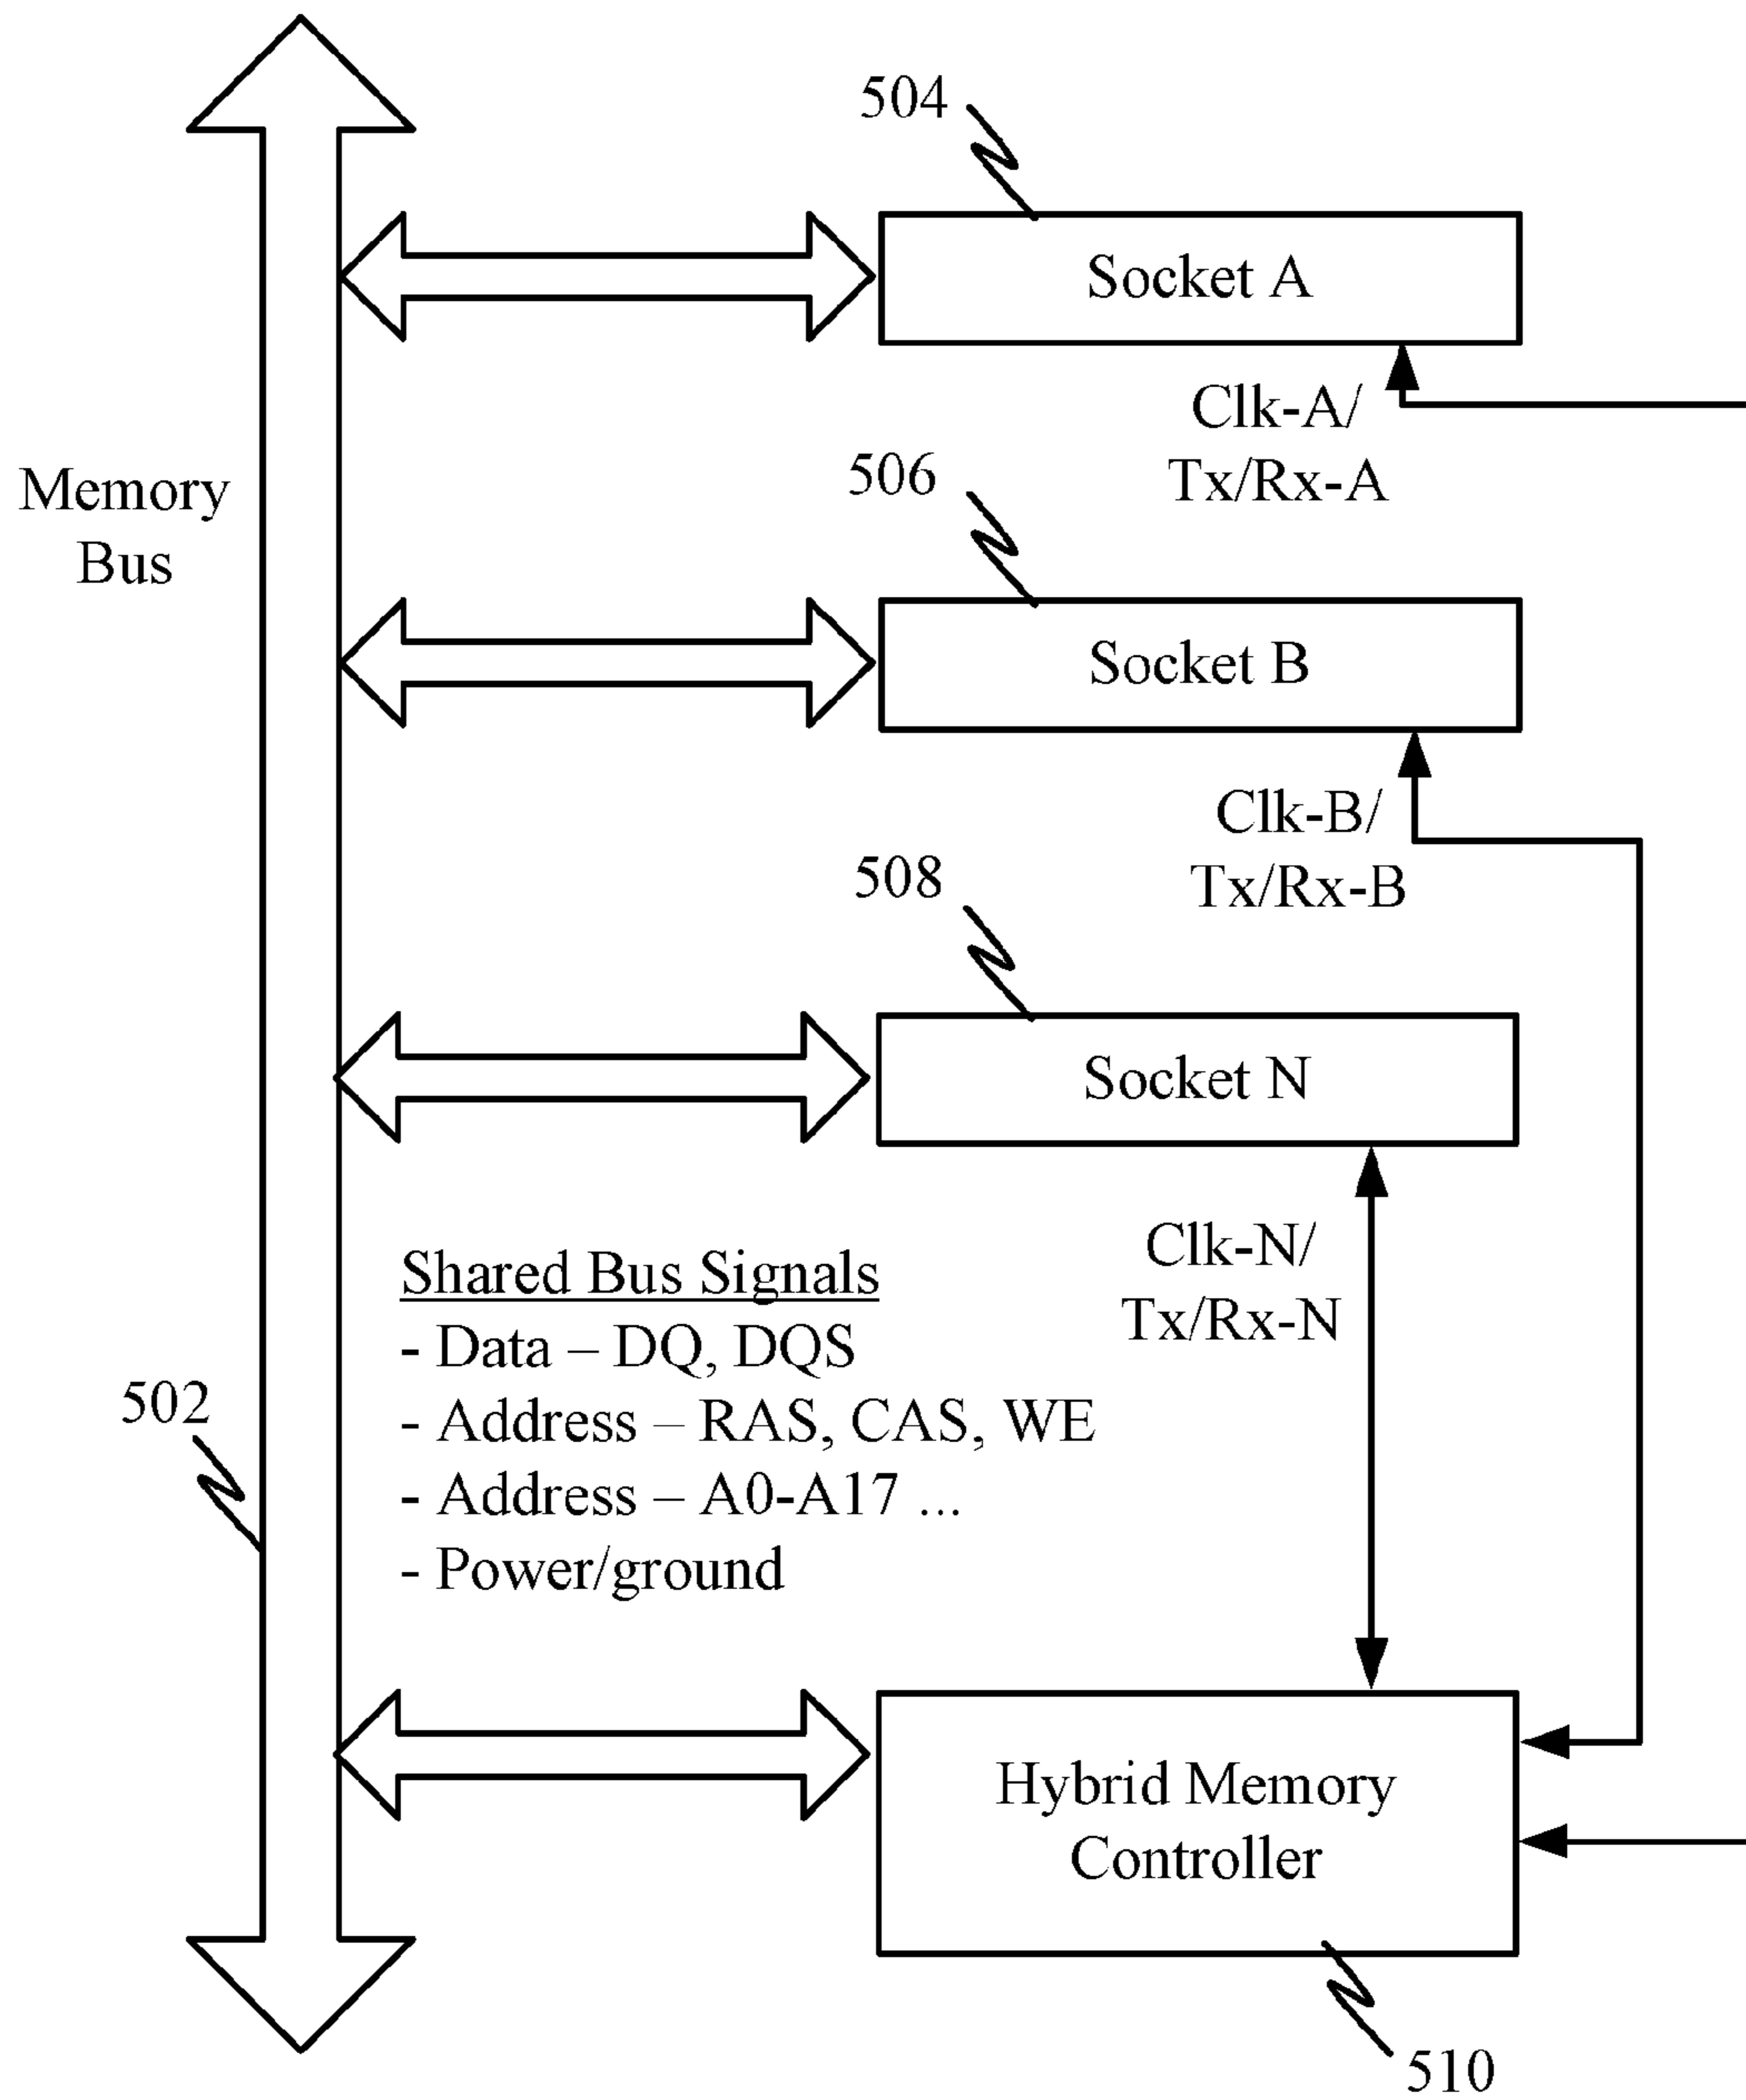 504
Socket A
Clk-A/
Tx/Rx-A
Memory
Bus
506
Socket B
Clk-B/
Tx/Rx-B
508
Socket N
Clk-N/
Tx/Rx-N
Shared Bus Signals
- Data – DQ, DQS
- Address – RAS, CAS, WE
- Address – A0-A17 ...
- Power/ground
502
Hybrid Memory
Controller
510